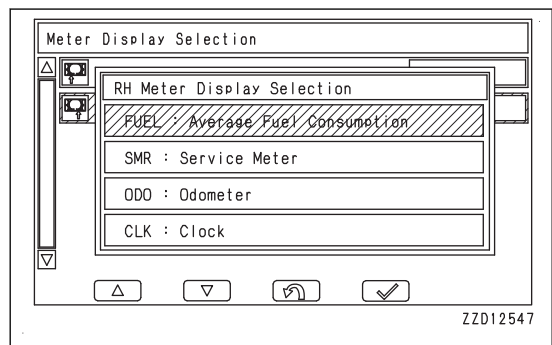 Meter Display Selection
RH Meter Display Selection
FUEL : Average Fuel Consumption
SMR : Service Meter
ODO : Odometer
CLK : Clock
ZZD12547